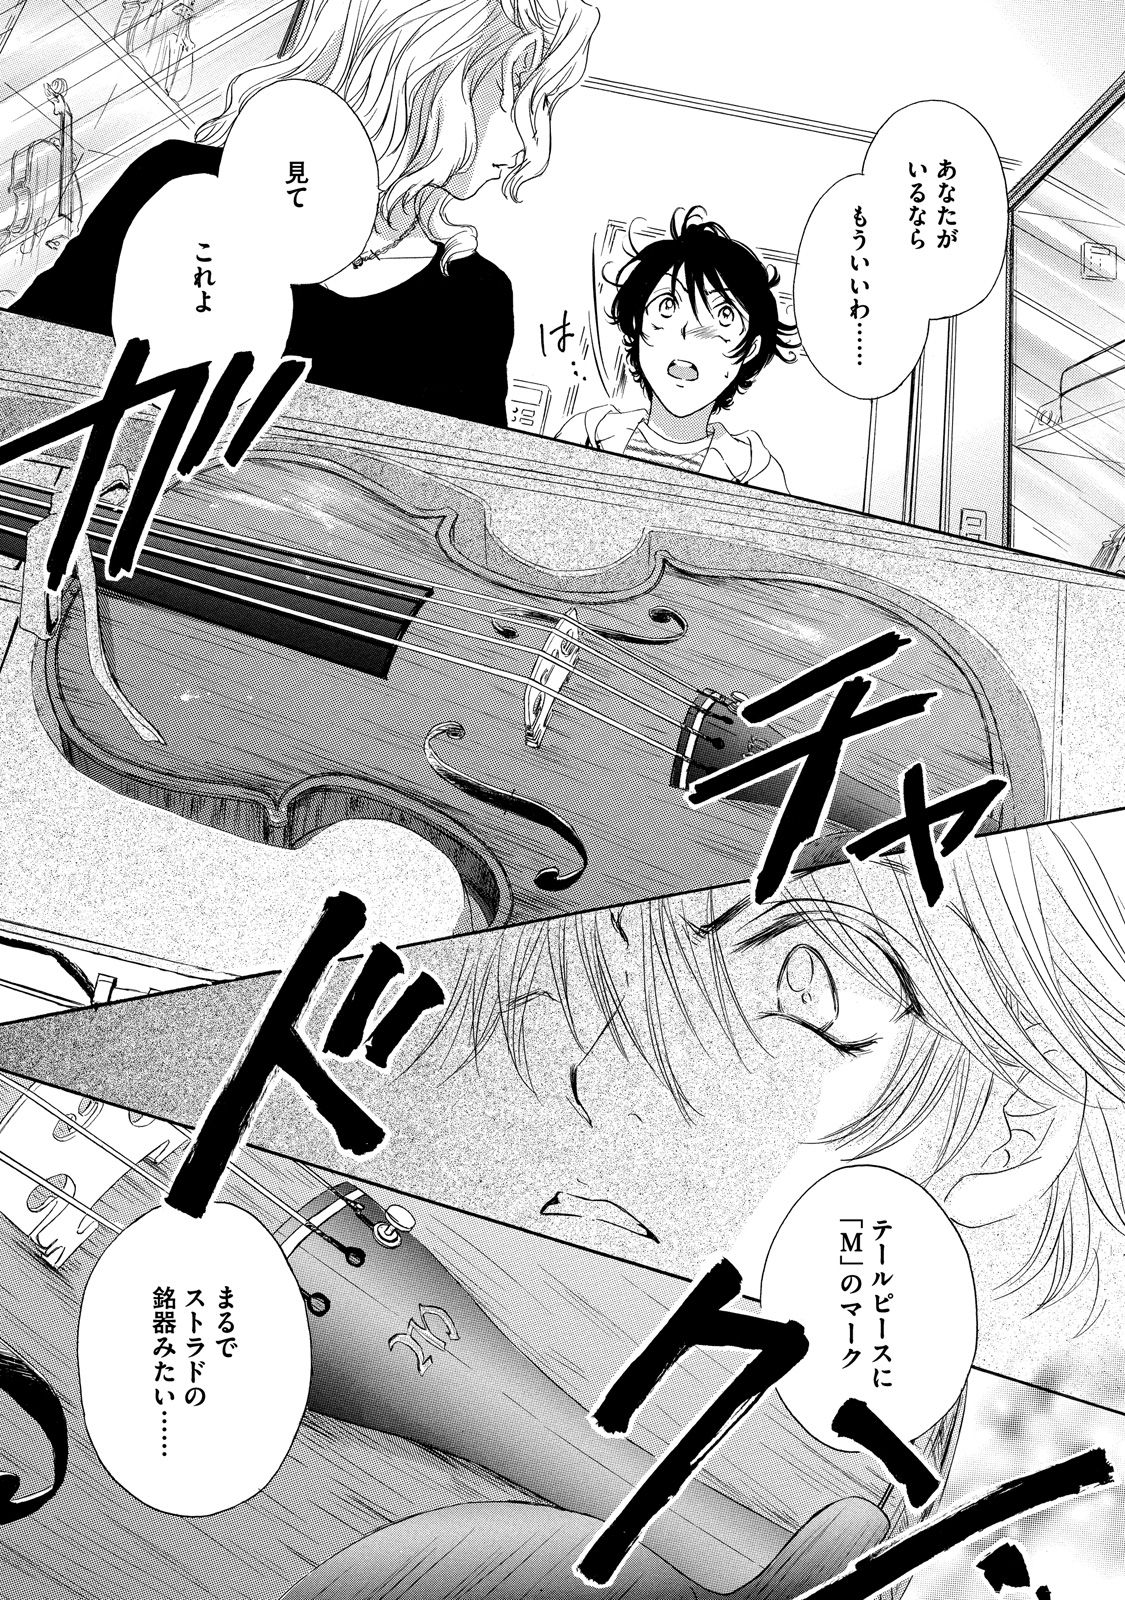 あなたが
いるなら
もういいわ……
は…
見て
これよ
ガチャ
テールピースに
「M」のマーク
ドクン
まるで
ストラドの
銘器みたい……